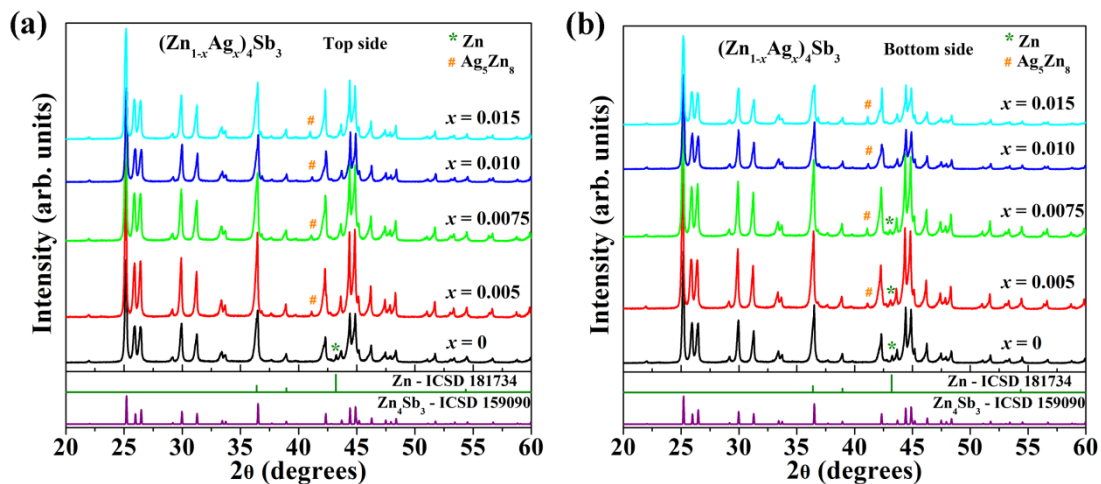 (a)
(Zn₁₋ₓAgₓ)₄Sb₃ Top side
* Zn
# Ag₅Zn₈
# x = 0.015
# x = 0.010
# x = 0.0075
# x = 0.005
* x = 0
Zn - ICSD 181734
Zn₄Sb₃ - ICSD 159090
Intensity (arb. units)
20 25 30 35 40 45 50 55 60
2θ (degrees)
(b)
(Zn₁₋ₓAgₓ)₄Sb₃ Bottom side
* Zn
# Ag₅Zn₈
# x = 0.015
# x = 0.010
# * x = 0.0075
# * x = 0.005
* x = 0
Zn - ICSD 181734
Zn₄Sb₃ - ICSD 159090
Intensity (arb. units)
20 25 30 35 40 45 50 55 60
2θ (degrees)